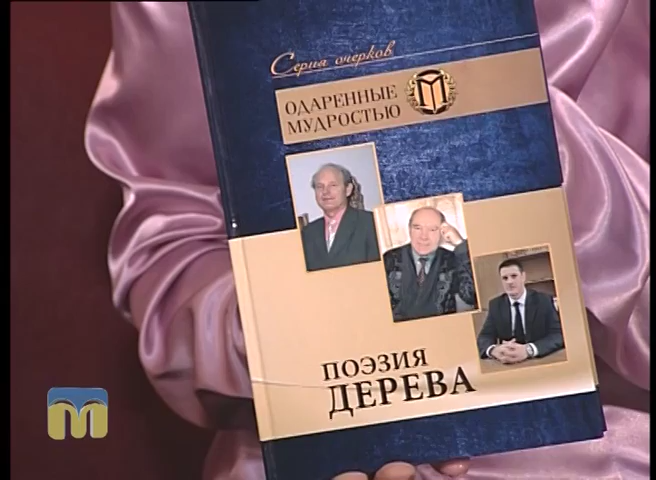 Серия очерков
ОДАРЕННЫЕ
МУДРОСТЬЮ
М
ПОЭЗИЯ
ДЕРЕВА
М